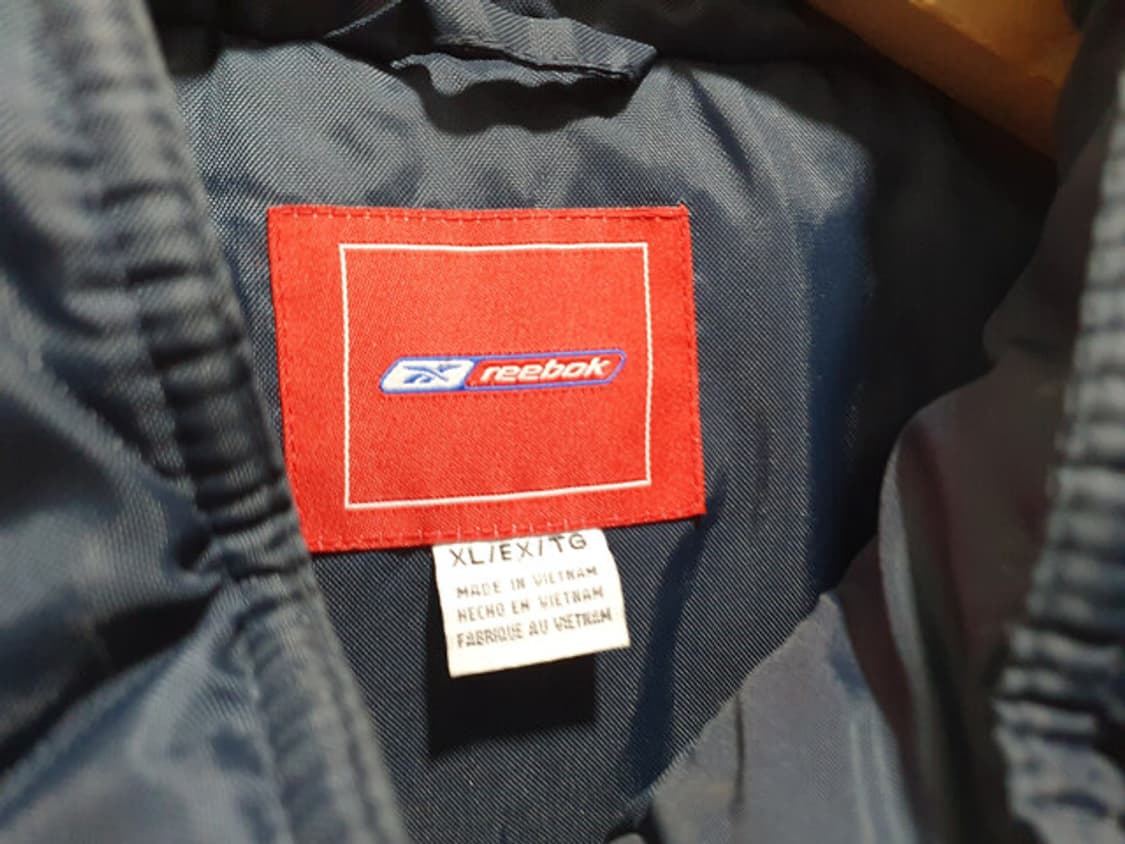 reebok
XL/EX/TG
MADE IN VIETNAM
HECHO EN VIETNAM
FABRIQUE AU VIETNAM